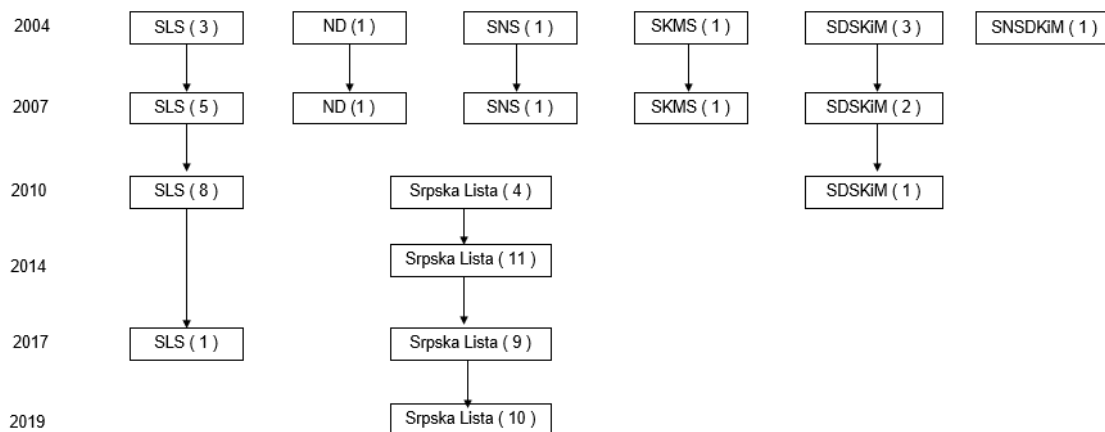 2004 SLS ( 3 ) ND (1 ) SNS ( 1 ) SKMS ( 1 ) SDSKiM ( 3 ) SNSDKiM ( 1 )
2007 SLS ( 5 ) ND (1 ) SNS ( 1 ) SKMS ( 1 ) SDSKiM ( 2 )
2010 SLS ( 8 ) Srpska Lista ( 4 ) SDSKiM ( 1 )
2014 Srpska Lista ( 11 )
2017 SLS ( 1 ) Srpska Lista ( 9 )
2019 Srpska Lista ( 10 )